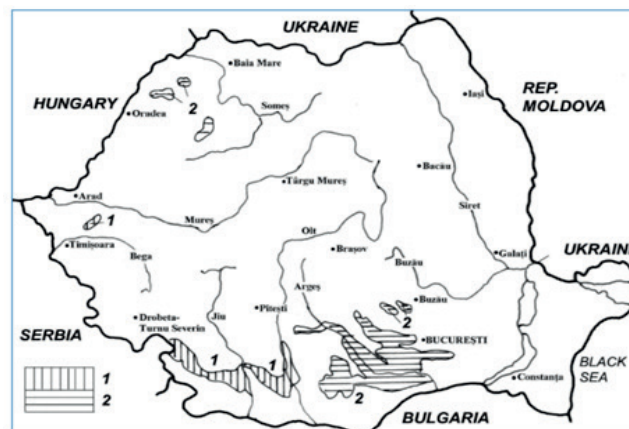 UKRAINE
Baia Mare
REP.
MOLDOVA
HUNGARY
2
Oradea
Someș
Iași
Bacău
Târgu Mureș
Arad
Mureș
Siret
1
Olt
Timișoara
Bega
Brașov
Buzău
Galați
UKRAINE
Argeș
Buzău
Pitești
Drobeta-
Turnu Severin
Jiu
2
SERBIA
BUCUREȘTI
BLACK
SEA
1
1
1
2
Constanța
2
BULGARIA